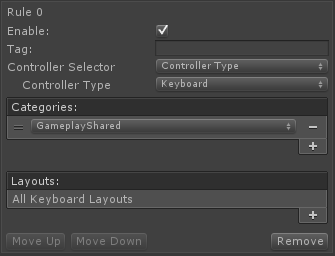 Rule 0
Enable:
Tag:
Controller Selector Controller Type
Controller Type Keyboard
Categories:
GameplayShared
Layouts:
All Keyboard Layouts
Move Up Move Down Remove